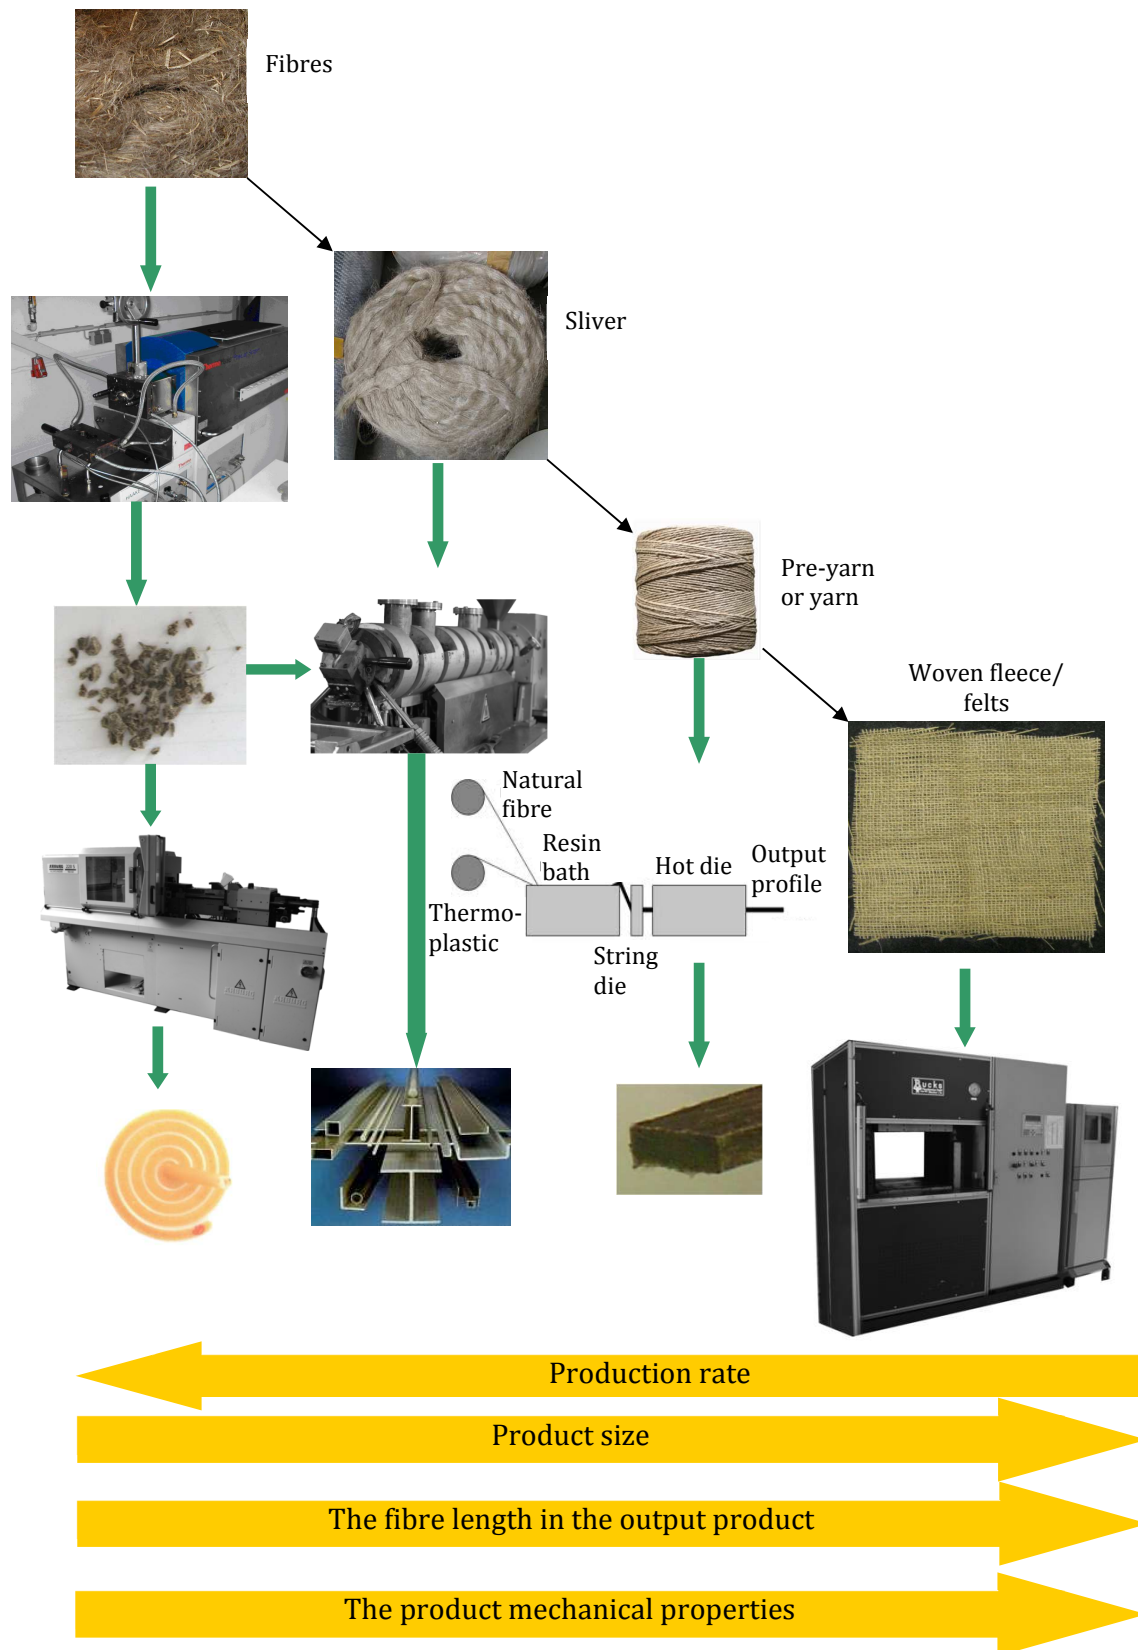 Fibres
Sliver
Pre-yarn
or yarn
Woven fleece/
felts
Natural
fibre
Resin
bath
Hot die
Output
profile
Thermo-
plastic
String
die
Bucks
Production rate
Product size
The fibre length in the output product
The product mechanical properties